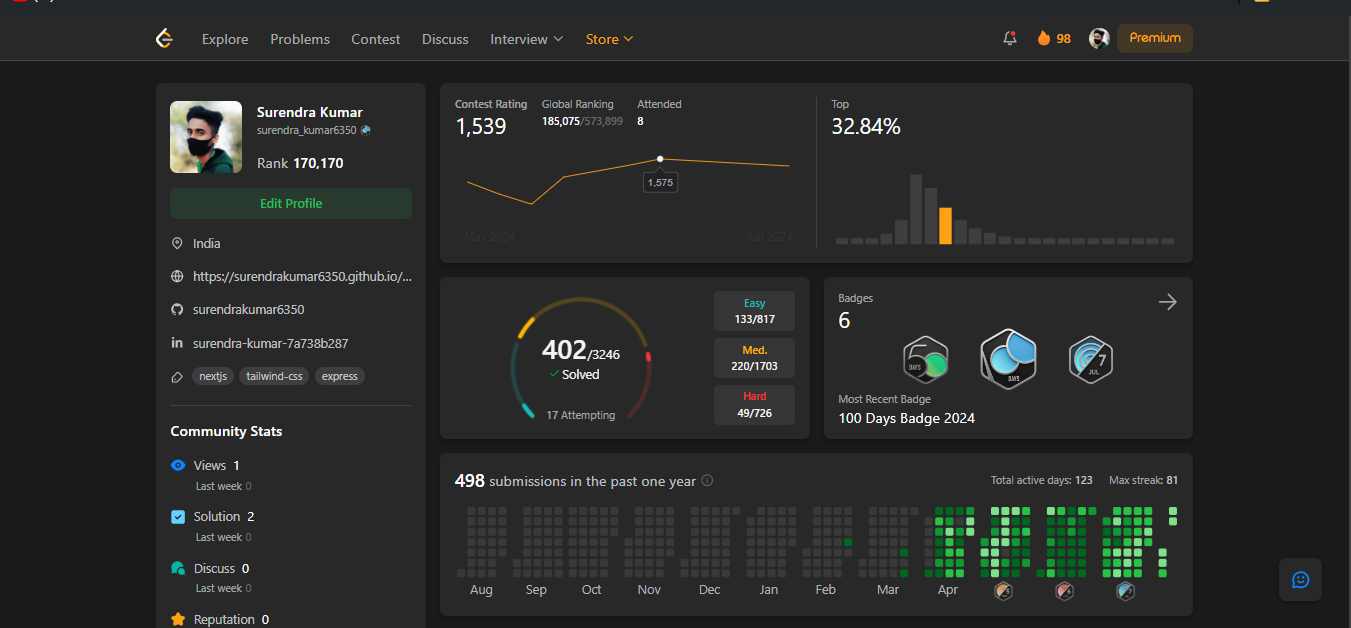 Explore Problems Contest Discuss Interview Store 98 Premium
Surendra Kumar
surendra_kumar6350
Rank 170,170
Edit Profile
India
https://surendrakumar6350.github.io/...
surendrakumar6350
surendra-kumar-7a738b287
nextjs tailwind-css express
Community Stats
Views 1
Last week 0
Solution 2
Last week 0
Discuss 0
Last week 0
Reputation 0
Contest Rating Global Ranking Attended
1,539 185,075/573,899 8
1,575
May 2024 Jun 2024
Top
32.84%
402/3246
Solved
17 Attempting
Easy
133/817
Med.
220/1703
Hard
49/726
Badges
6
DAYS DAYS 7 JUL
Most Recent Badge
100 Days Badge 2024
498 submissions in the past one year Total active days: 123 Max streak: 81
Aug Sep Oct Nov Dec Jan Feb Mar Apr